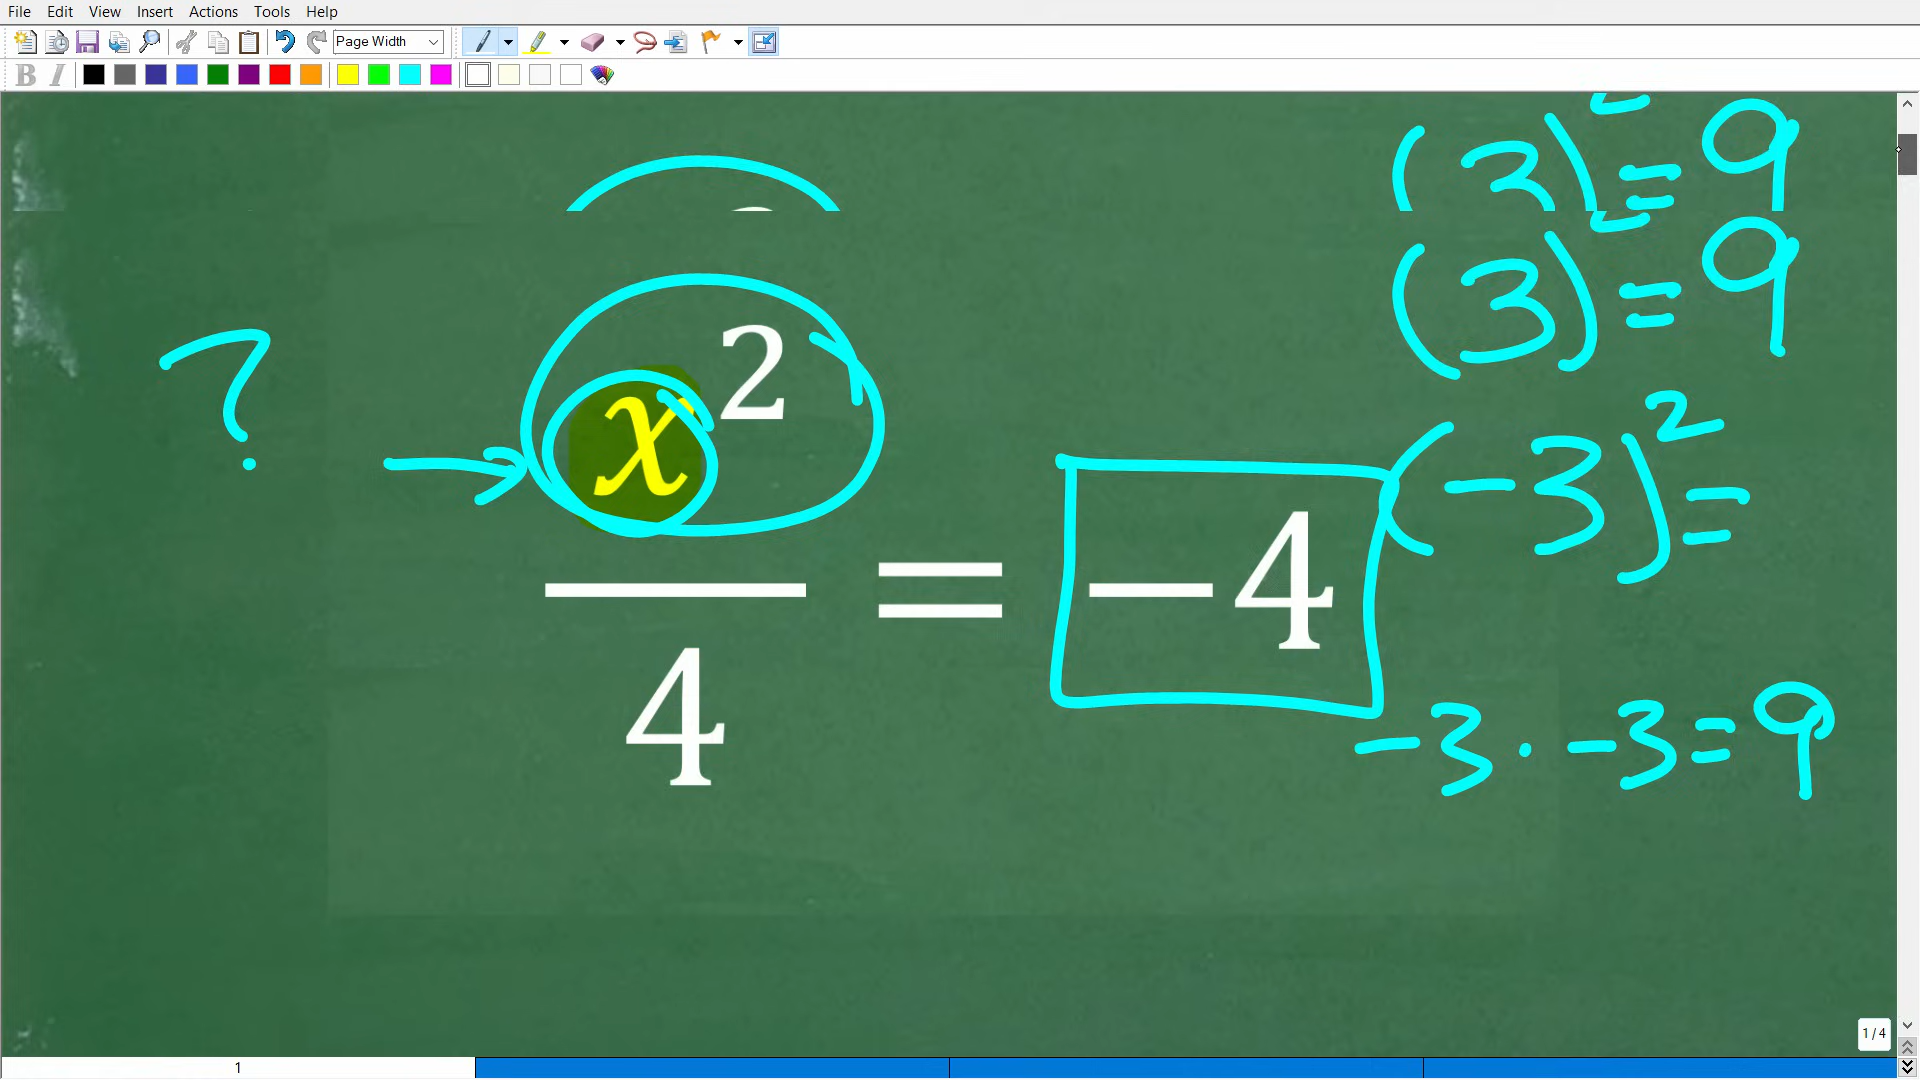 File Edit View Insert Actions Tools Help
Page Width
B I
(3)² = 9
(3) = 9
?
x²
(-3)² =
— = -4
4
-3 · -3 = 9
1 / 4
1